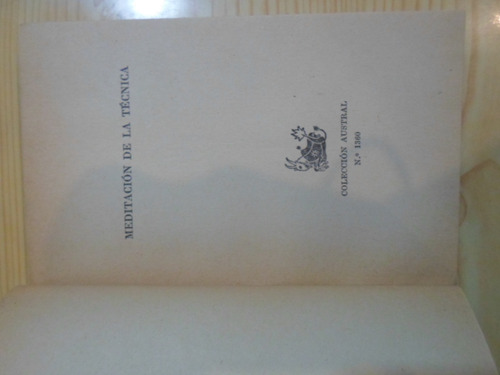 MEDITACIÓN DE LA TÉCNICA
COLECCIÓN AUSTRAL
N.º 1360